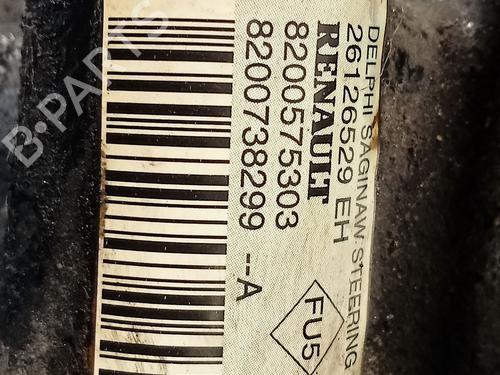 DELPHI SAGINAW STEERING
26126529 EH
RENAULT
8200575303
8200738299 --A
FU5
B-PARTS